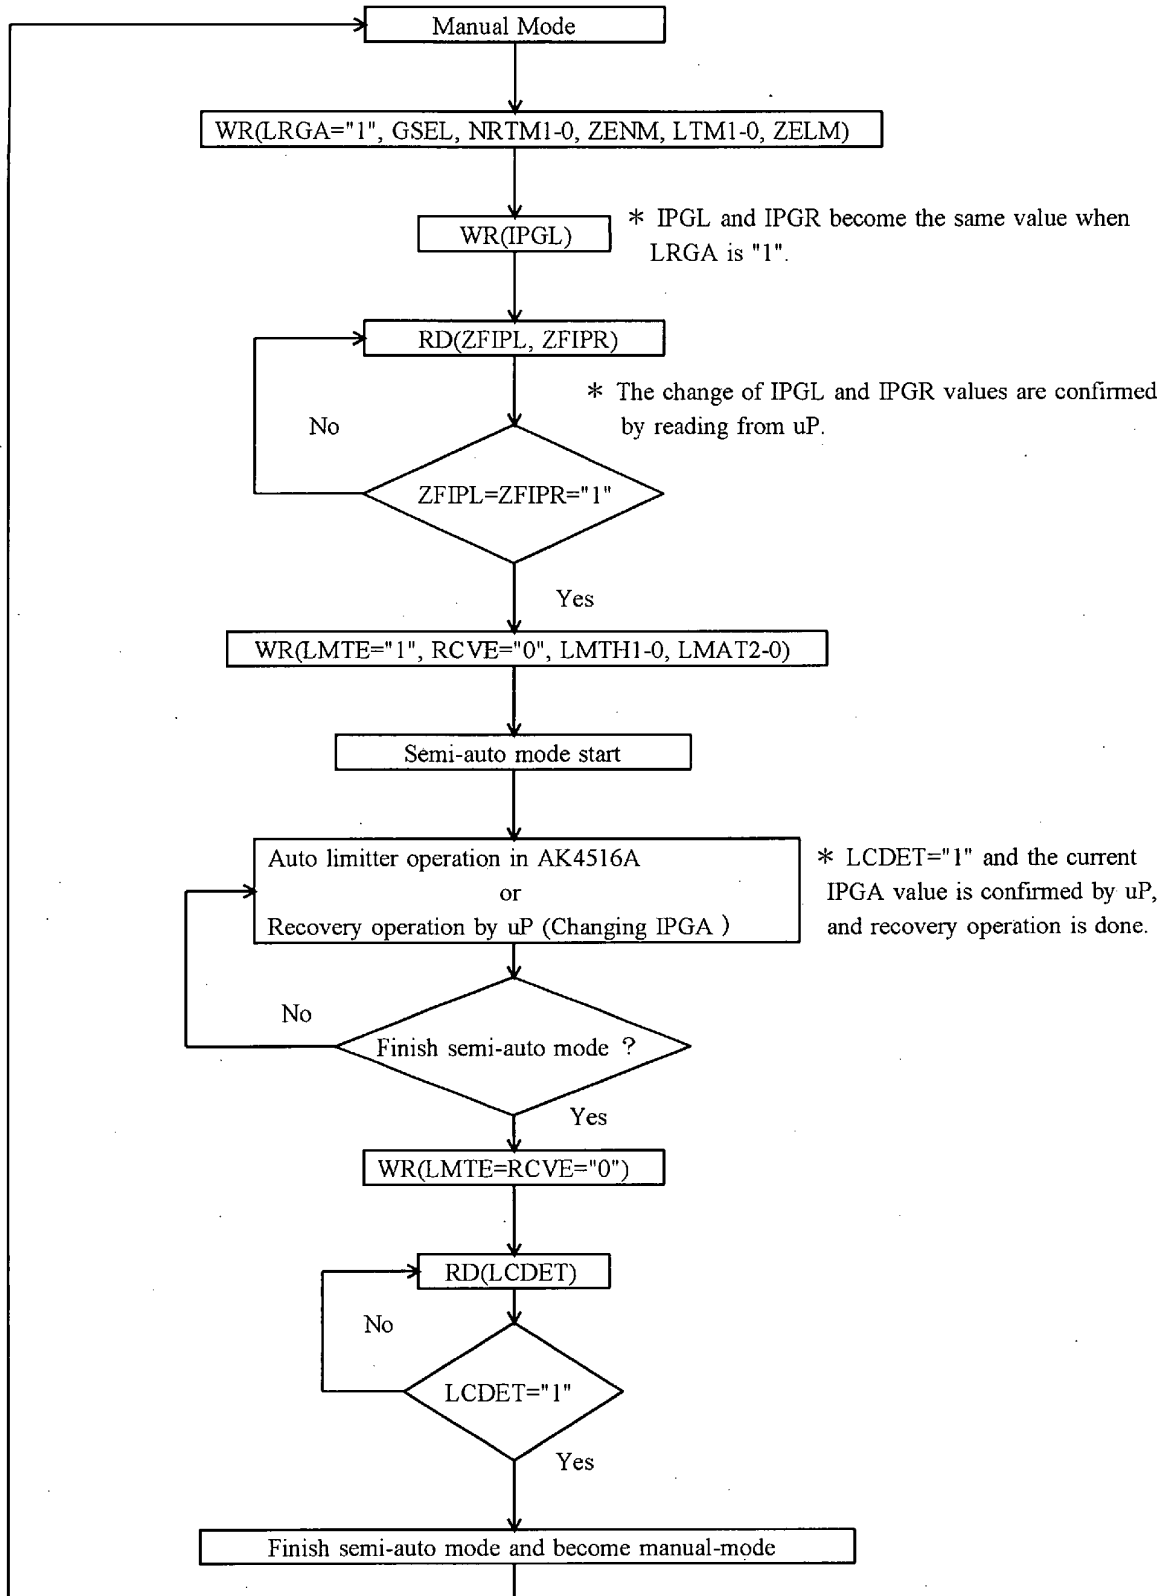 Manual Mode
WR(LRGA="1", GSEL, NRTM1-0, ZENM, LTM1-0, ZELM)
WR(IPGL)
* IPGL and IPGR become the same value when
LRGA is "1".
RD(ZFIPL, ZFIPR)
* The change of IPGL and IPGR values are confirmed
by reading from uP.
No
ZFIPL=ZFIPR="1"
Yes
WR(LMTE="1", RCVE="0", LMTH1-0, LMAT2-0)
Semi-auto mode start
Auto limitter operation in AK4516A
or
Recovery operation by uP (Changing IPGA )
* LCDET="1" and the current
IPGA value is confirmed by uP,
and recovery operation is done.
No
Finish semi-auto mode ?
Yes
WR(LMTE=RCVE="0")
RD(LCDET)
No
LCDET="1"
Yes
Finish semi-auto mode and become manual-mode